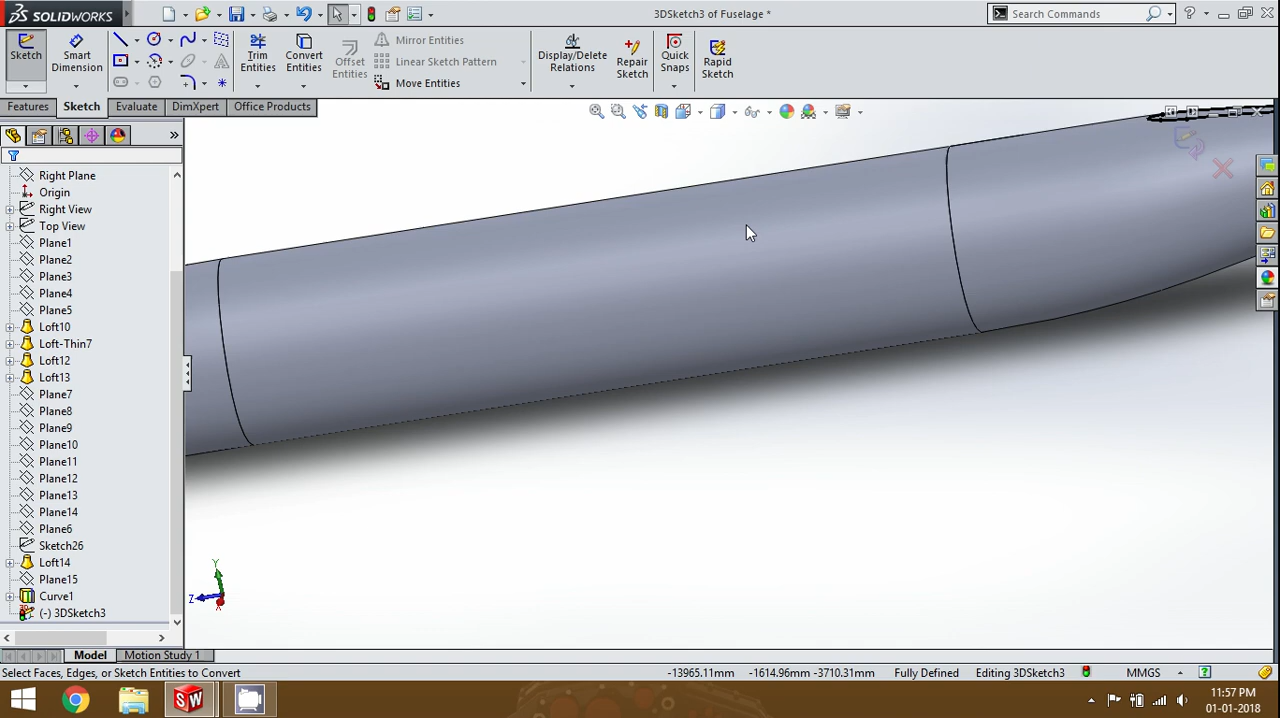 SOLIDWORKS
3DSketch3 of Fuselage *
Search Commands
Sketch
Smart Dimension
Trim Entities
Convert Entities
Offset Entities
Mirror Entities
Linear Sketch Pattern
Move Entities
Display/Delete Relations
Repair Sketch
Quick Snaps
Rapid Sketch
Features
Sketch
Evaluate
DimXpert
Office Products
Right Plane
Origin
Right View
Top View
Plane1
Plane2
Plane3
Plane4
Plane5
Loft10
Loft-Thin7
Loft12
Loft13
Plane7
Plane8
Plane9
Plane10
Plane11
Plane12
Plane13
Plane14
Plane6
Sketch26
Loft14
Plane15
Curve1
(-) 3DSketch3
Y
Z
X
Model
Motion Study 1
Select Faces, Edges, or Sketch Entities to Convert
-13965.11mm
-1614.96mm -3710.31mm
Fully Defined
Editing 3DSketch3
MMGS
SW
11:57 PM
01-01-2018